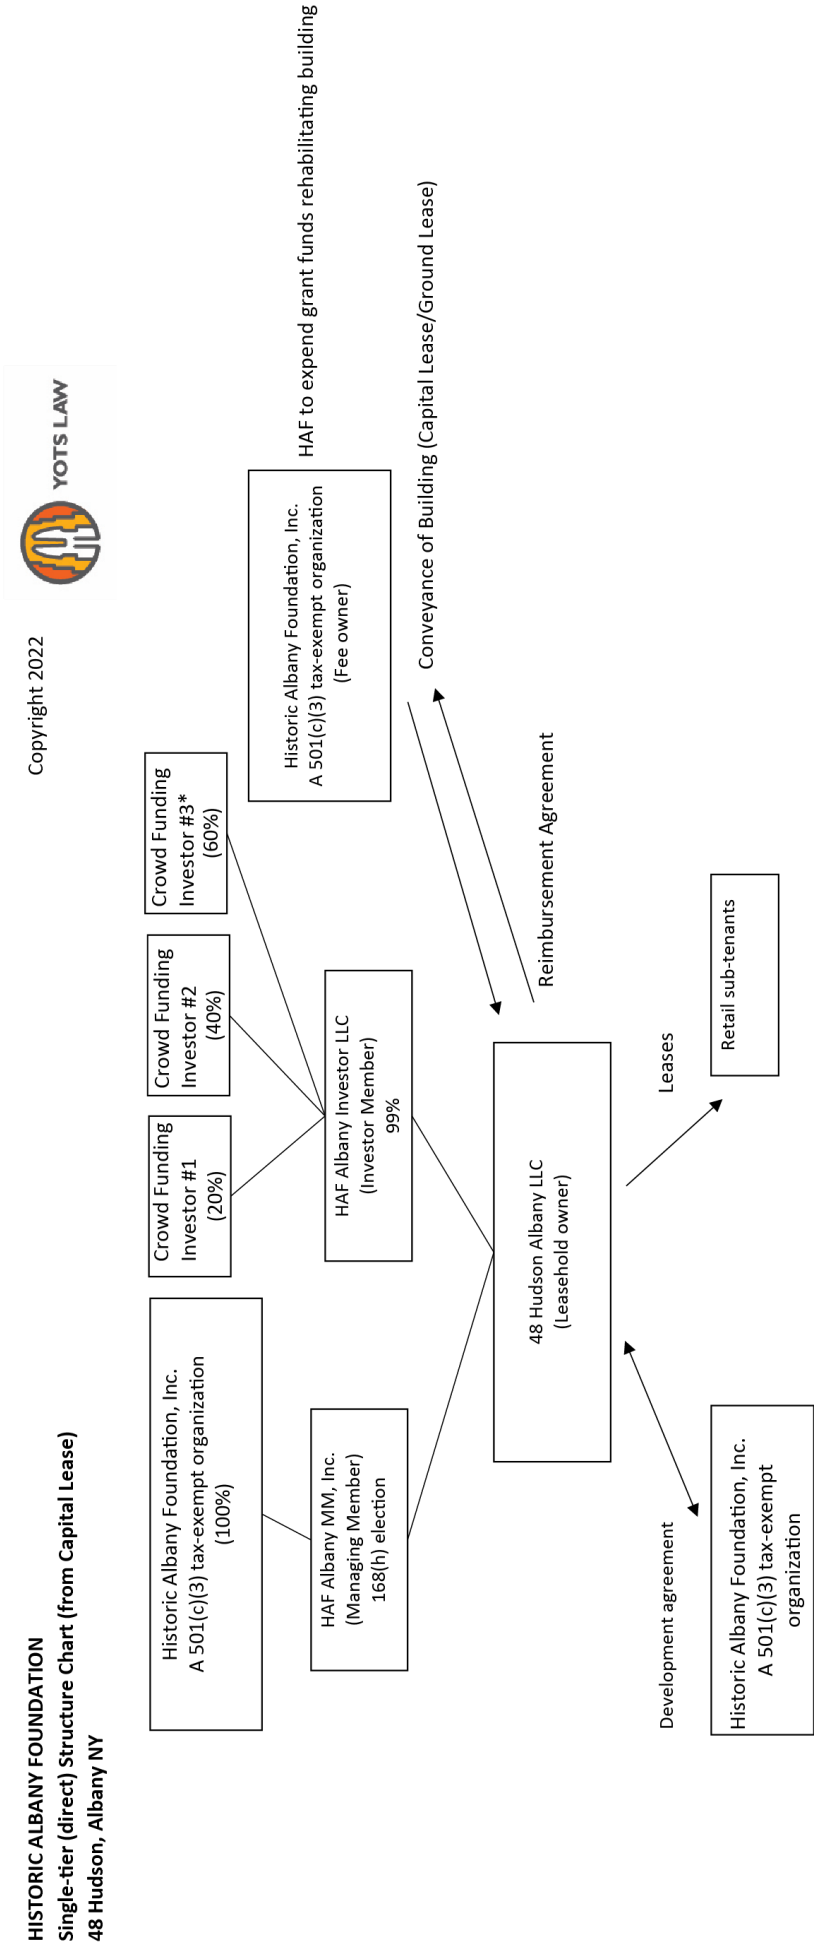 HISTORIC ALBANY FOUNDATION
Single-tier (direct) Structure Chart (from Capital Lease)
48 Hudson, Albany NY
Copyright 2022
YOTS LAW
Historic Albany Foundation, Inc.
A 501(c)(3) tax-exempt organization
(100%)
Crowd Funding
Investor #1
(20%)
Crowd Funding
Investor #2
(40%)
Crowd Funding
Investor #3*
(60%)
Historic Albany Foundation, Inc.
A 501(c)(3) tax-exempt organization
(Fee owner)
HAF to expend grant funds rehabilitating building
HAF Albany MM, Inc.
(Managing Member)
168(h) election
HAF Albany Investor LLC
(Investor Member)
99%
Conveyance of Building (Capital Lease/Ground Lease)
Reimbursement Agreement
48 Hudson Albany LLC
(Leasehold owner)
Development agreement
Leases
Historic Albany Foundation, Inc.
A 501(c)(3) tax-exempt
organization
Retail sub-tenants